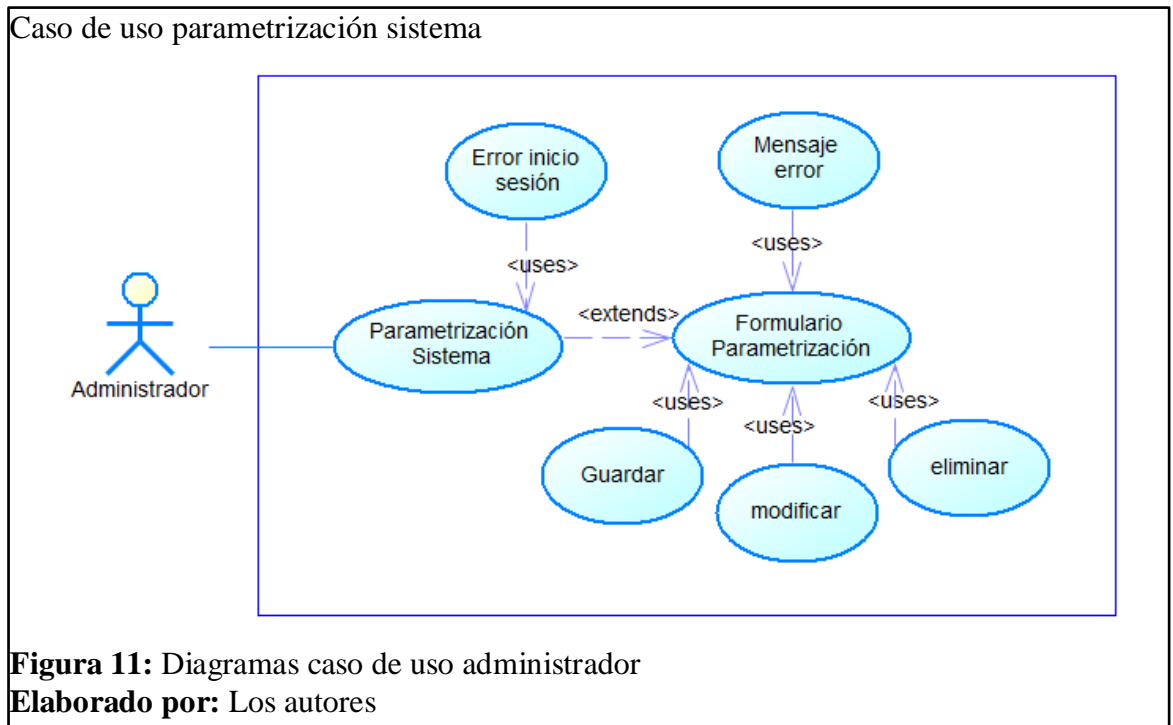 Caso de uso parametrización sistema
Error inicio
sesión
Mensaje
error
<uses>
<uses>
Administrador
Parametrización
Sistema
<extends>
Formulario
Parametrización
<uses>
<uses>
<uses>
Guardar
modificar
eliminar
Figura 11: Diagramas caso de uso administrador
Elaborado por: Los autores